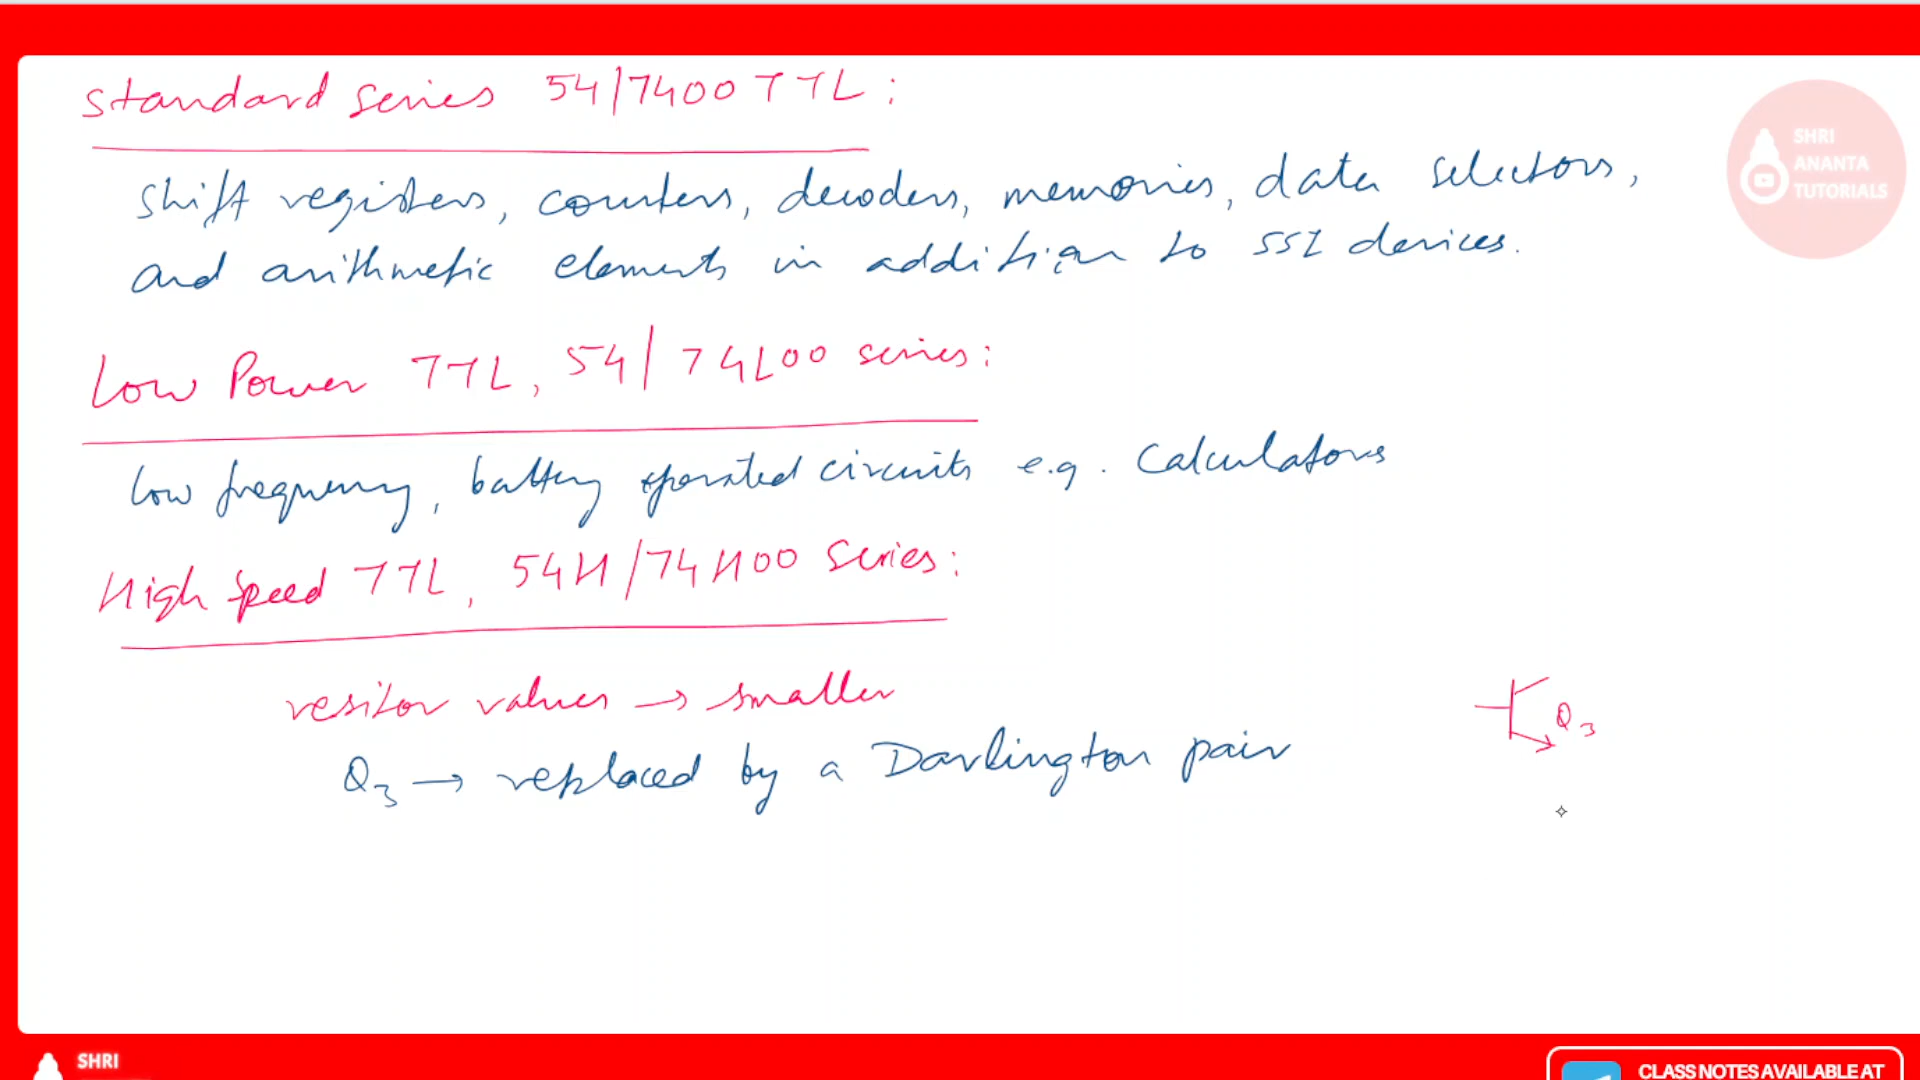 Standard series 54/7400 TTL:
SHRI
ANANTA
TUTORIALS
Shift registers, counters, decoders, memories, data selectors,
and arithmetic elements in addition to SSI devices.
Low Power TTL, 54/74L00 series:
low frequency, battery operated circuits e.g. Calculators
High Speed TTL, 54H/74H00 Series:
resitor values → smaller
Q3
Q3 → replaced by a Darlington pair
SHRI
CLASS NOTES AVAILABLE AT